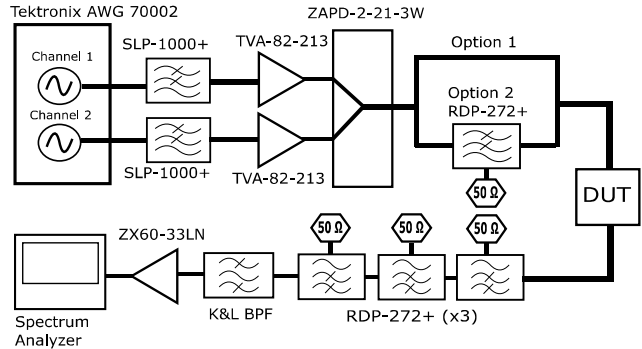 Tektronix AWG 70002
ZAPD-2-21-3W
Channel 1
SLP-1000+
TVA-82-213
Option 1
Channel 2
Option 2
RDP-272+
SLP-1000+
TVA-82-213
50 Ω
DUT
ZX60-33LN
50 Ω
50 Ω
50 Ω
K&L BPF
RDP-272+ (x3)
Spectrum
Analyzer